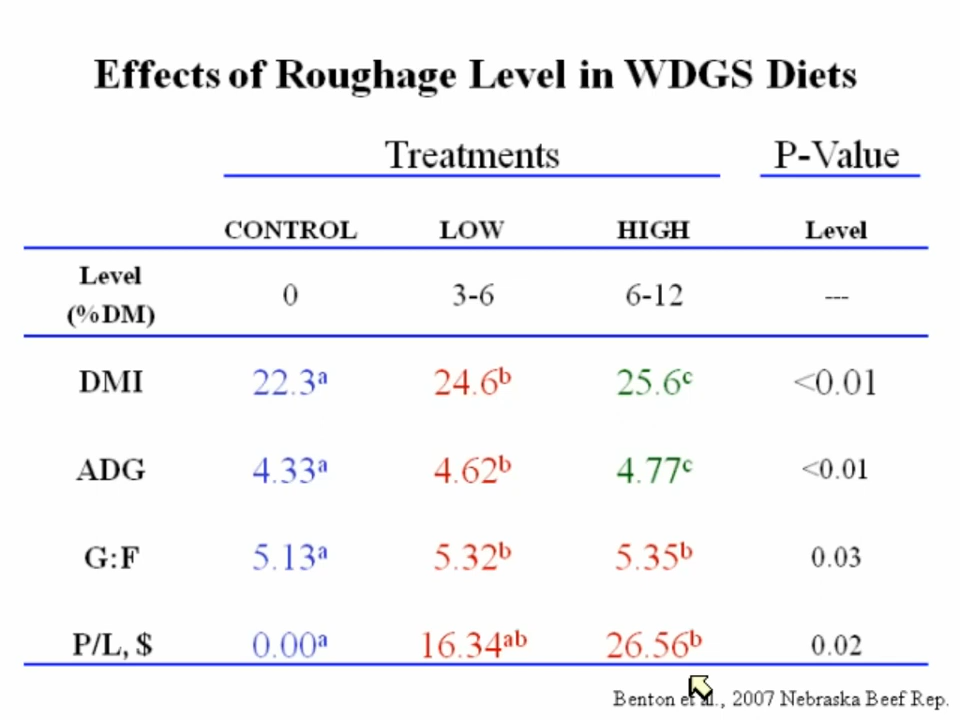 Effects of Roughage Level in WDGS Diets
Treatments P-Value
CONTROL LOW HIGH Level
Level (%DM) 0 3-6 6-12 ---
DMI 22.3ᵃ 24.6ᵇ 25.6ᶜ <0.01
ADG 4.33ᵃ 4.62ᵇ 4.77ᶜ <0.01
G:F 5.13ᵃ 5.32ᵇ 5.35ᵇ 0.03
P/L, $ 0.00ᵃ 16.34ᵃᵇ 26.56ᵇ 0.02
Benton et al., 2007 Nebraska Beef Rep.